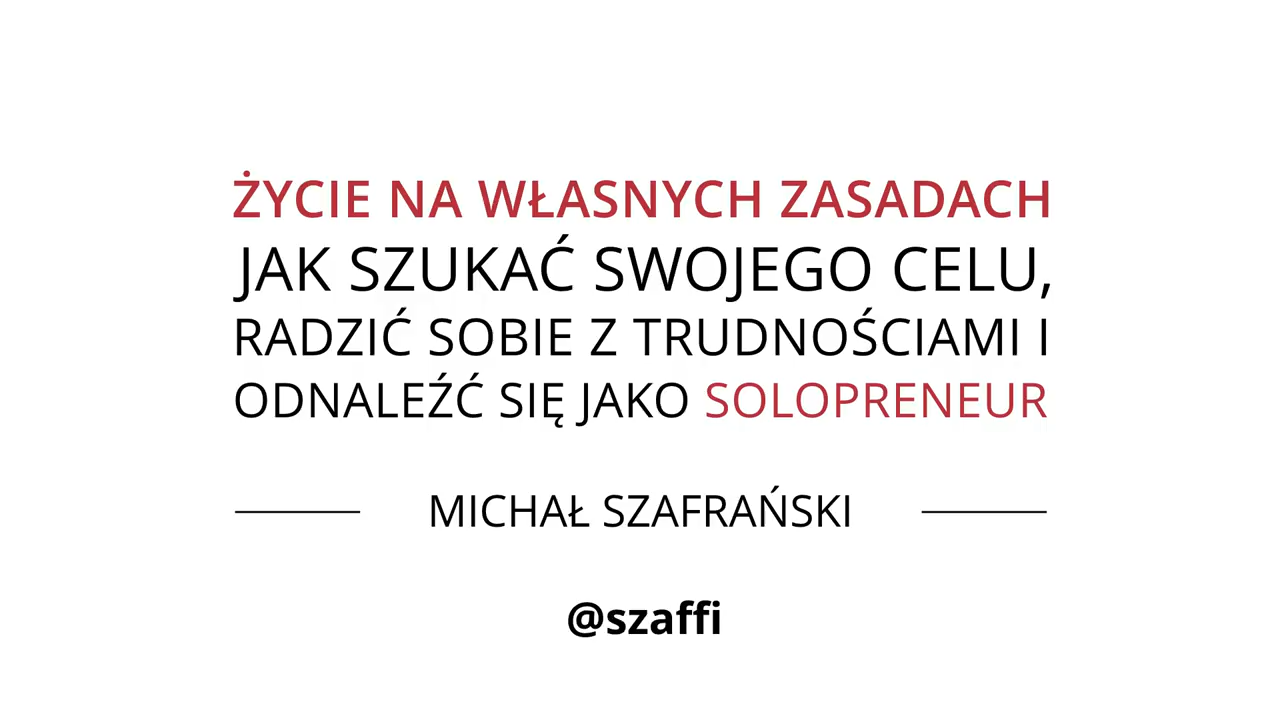 ŻYCIE NA WŁASNYCH ZASADACH
JAK SZUKAĆ SWOJEGO CELU,
RADZIĆ SOBIE Z TRUDNOŚCIAMI I
ODNALEŹĆ SIĘ JAKO SOLOPRENEUR
MICHAŁ SZAFRAŃSKI
@szaffi